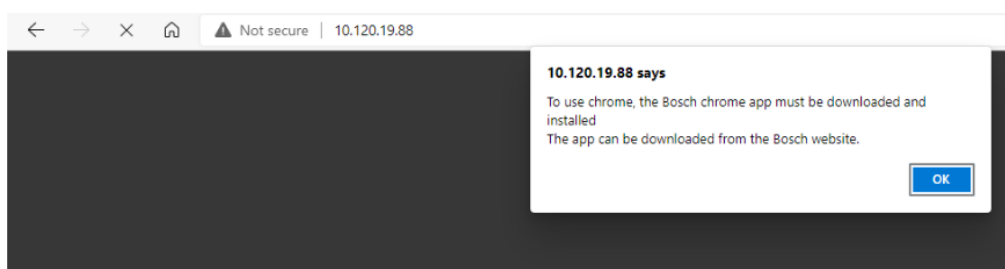 Not secure | 10.120.19.88
10.120.19.88 says
To use chrome, the Bosch chrome app must be downloaded and
installed
The app can be downloaded from the Bosch website.
OK